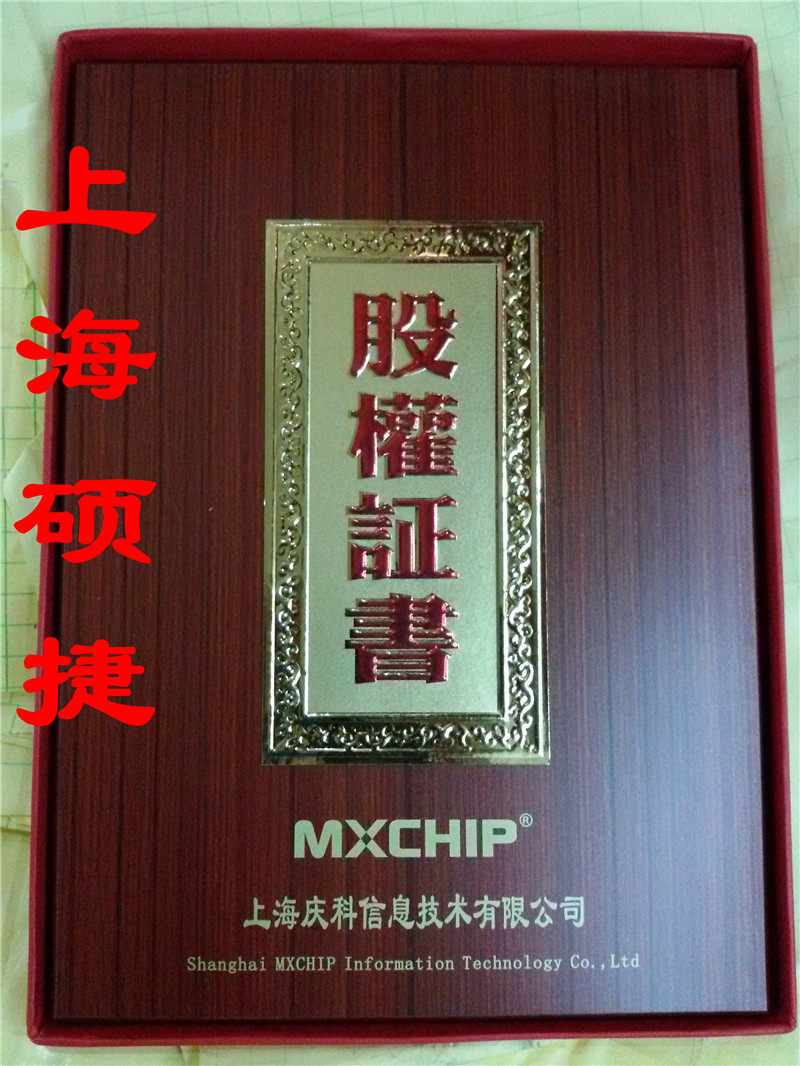 上海硕捷
股權証書
MXCHIP®
上海庆科信息技术有限公司
Shanghai MXCHIP Information Technology Co.,Ltd